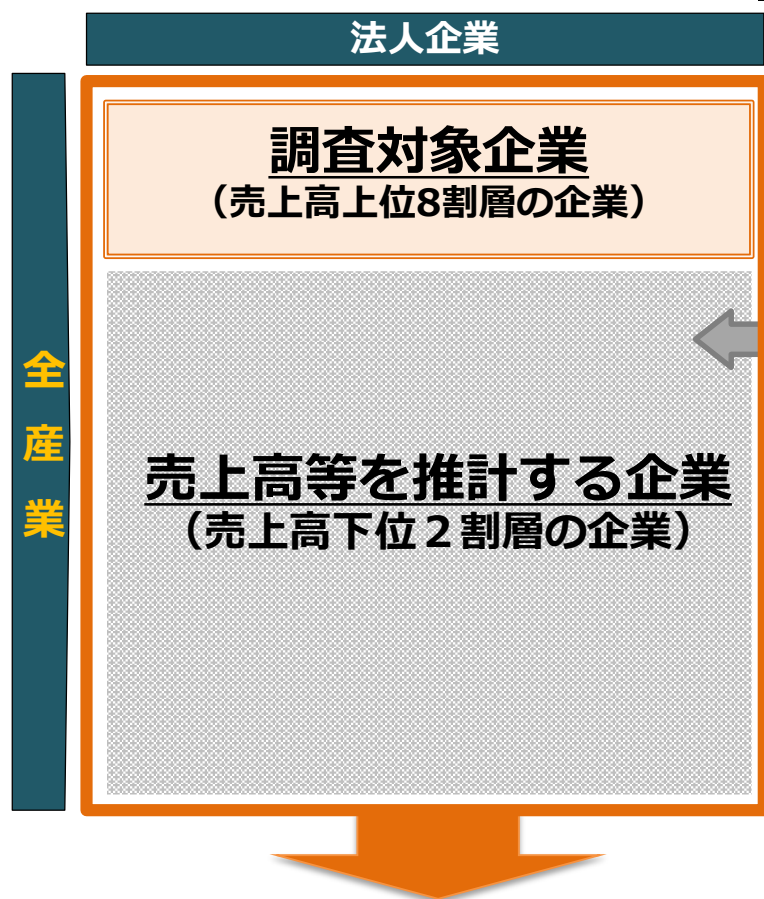 法人企業
調査対象企業
（売上高上位8割層の企業）
全産業
売上高等を推計する企業
（売上高下位２割層の企業）